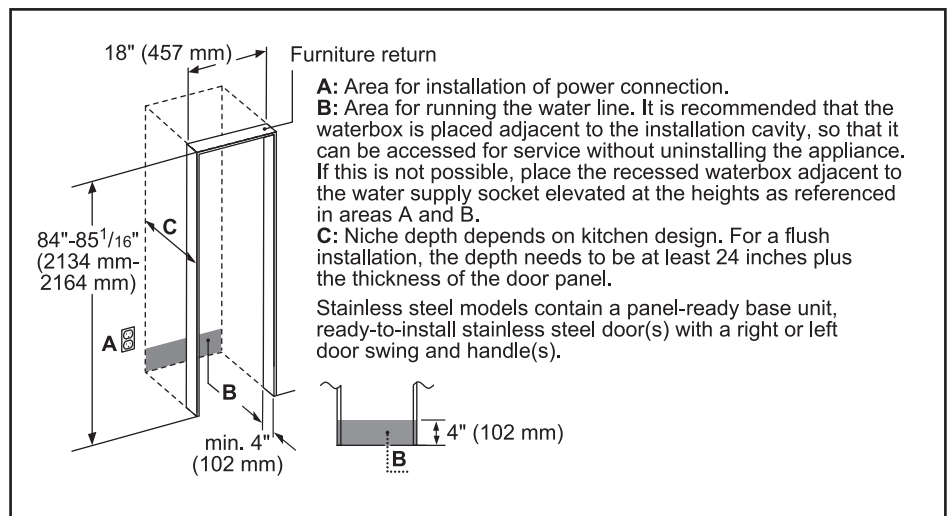 18" (457 mm)
Furniture return
A: Area for installation of power connection.
B: Area for running the water line. It is recommended that the
waterbox is placed adjacent to the installation cavity, so that it
can be accessed for service without uninstalling the appliance.
If this is not possible, place the recessed waterbox adjacent to
the water supply socket elevated at the heights as referenced
in areas A and B.
C: Niche depth depends on kitchen design. For a flush
installation, the depth needs to be at least 24 inches plus
the thickness of the door panel.
Stainless steel models contain a panel-ready base unit,
ready-to-install stainless steel door(s) with a right or left
door swing and handle(s).
C
84"-85 1/16"
(2134 mm-
2164 mm)
A
B
min. 4"
(102 mm)
4" (102 mm)
B